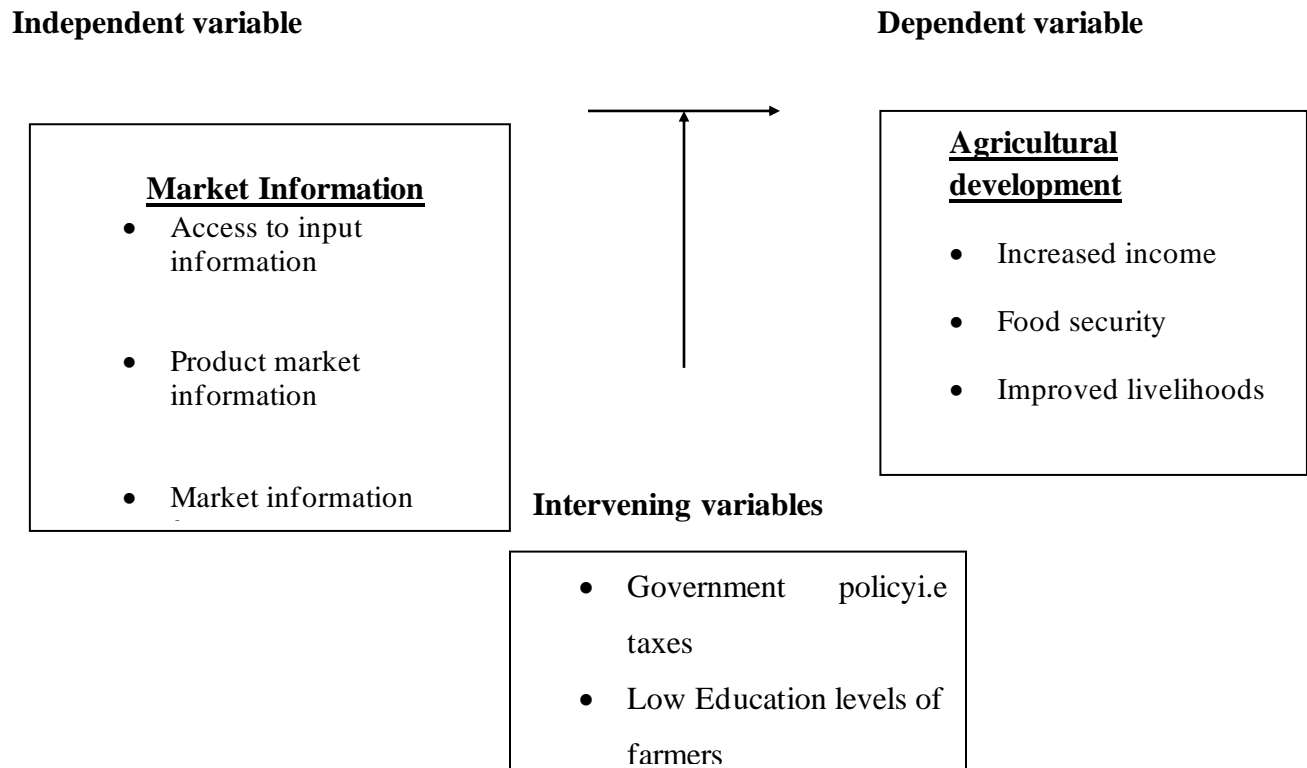 Independent variable
Dependent variable
Market Information
• Access to input
information
• Product market
information
• Market information
Agricultural
development
• Increased income
• Food security
• Improved livelihoods
Intervening variables
• Government policyi.e
taxes
• Low Education levels of
farmers